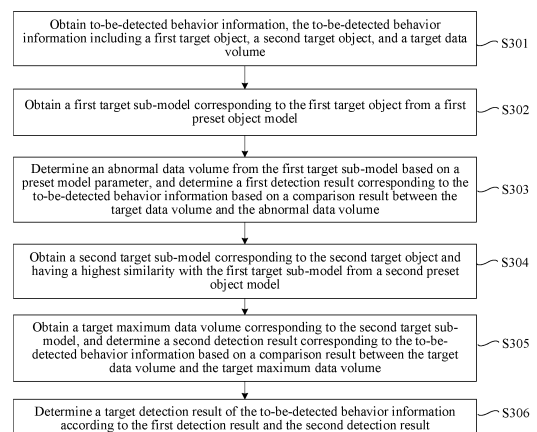 Obtain to-be-detected behavior information, the to-be-detected behavior
information including a first target object, a second target object, and a target data
volume
S301
Obtain a first target sub-model corresponding to the first target object from a first
preset object model
S302
Determine an abnormal data volume from the first target sub-model based on a
preset model parameter, and determine a first detection result corresponding to the
to-be-detected behavior information based on a comparison result between the
target data volume and the abnormal data volume
S303
Obtain a second target sub-model corresponding to the second target object and
having a highest similarity with the first target sub-model from a second preset
object model
S304
Obtain a target maximum data volume corresponding to the second target sub-
model, and determine a second detection result corresponding to the to-be-
detected behavior information based on a comparison result between the target
data volume and the target maximum data volume
S305
Determine a target detection result of the to-be-detected behavior information
according to the first detection result and the second detection result
S306